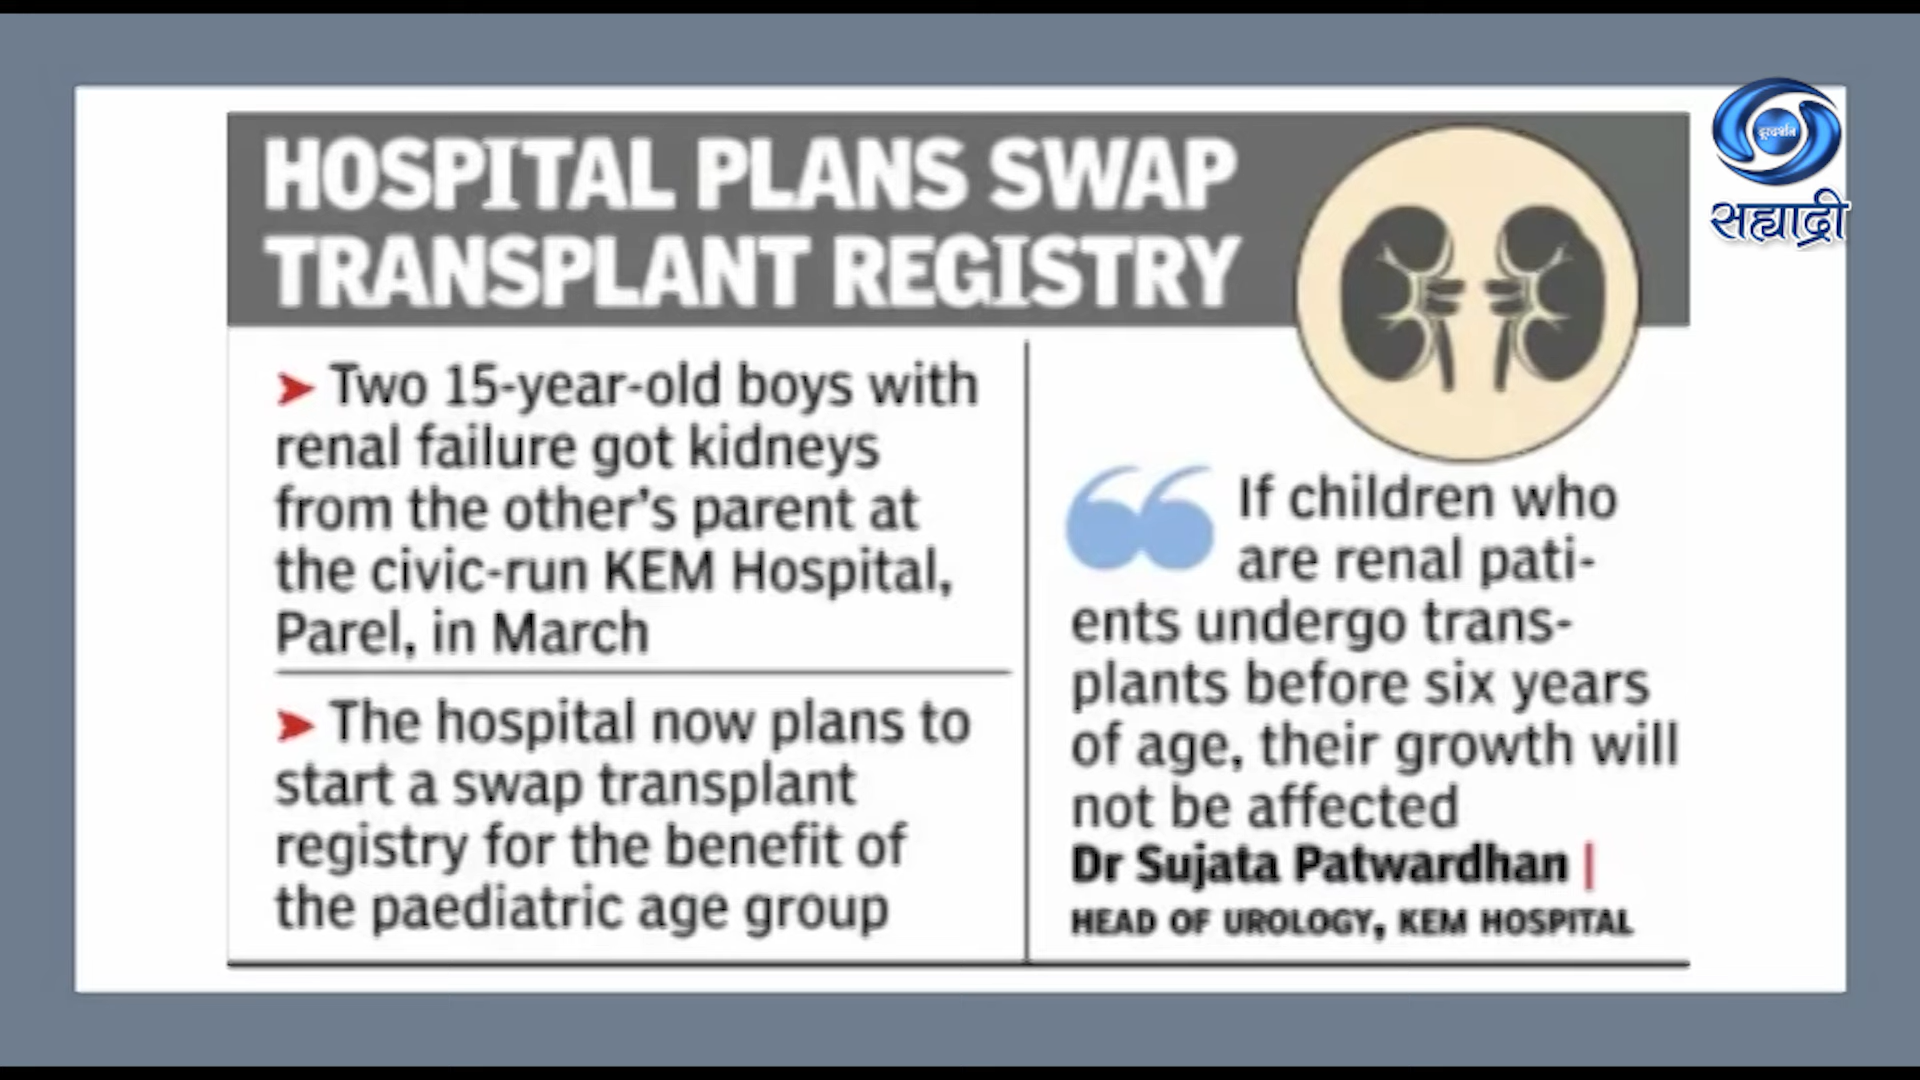 HOSPITAL PLANS SWAP
TRANSPLANT REGISTRY
➤ Two 15-year-old boys with
renal failure got kidneys
from the other's parent at
the civic-run KEM Hospital,
Parel, in March
➤ The hospital now plans to
start a swap transplant
registry for the benefit of
the paediatric age group
“ If children who
are renal pati-
ents undergo trans-
plants before six years
of age, their growth will
not be affected
Dr Sujata Patwardhan |
HEAD OF UROLOGY, KEM HOSPITAL
दूरदर्शन
सह्याद्री